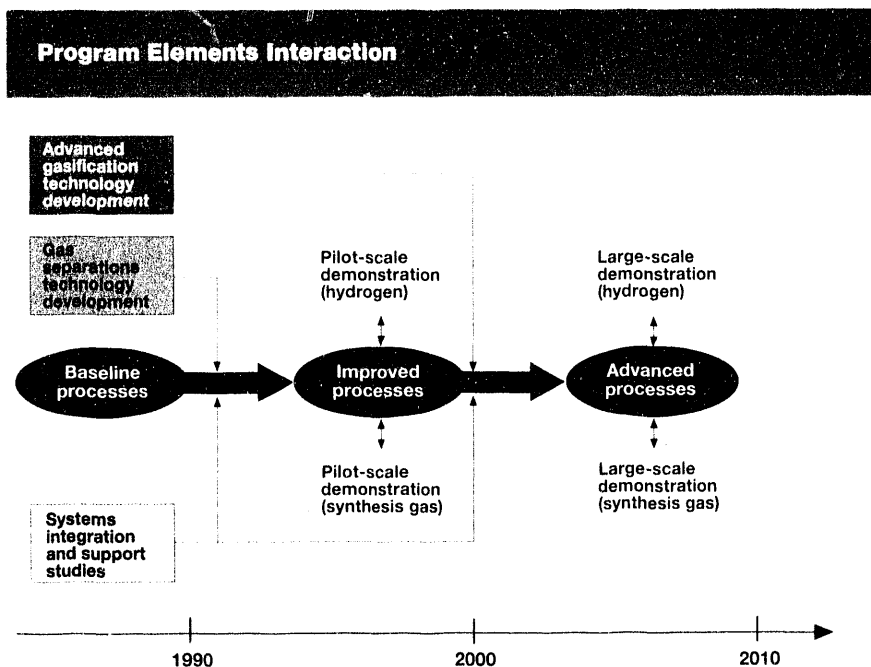 Program Elements Interaction
Advanced
gasification
technology
development
Gas
separations
technology
development
Pilot-scale
demonstration
(hydrogen)
Large-scale
demonstration
(hydrogen)
Baseline
processes
Improved
processes
Advanced
processes
Pilot-scale
demonstration
(synthesis gas)
Large-scale
demonstration
(synthesis gas)
Systems
integration
and support
studies
1990
2000
2010